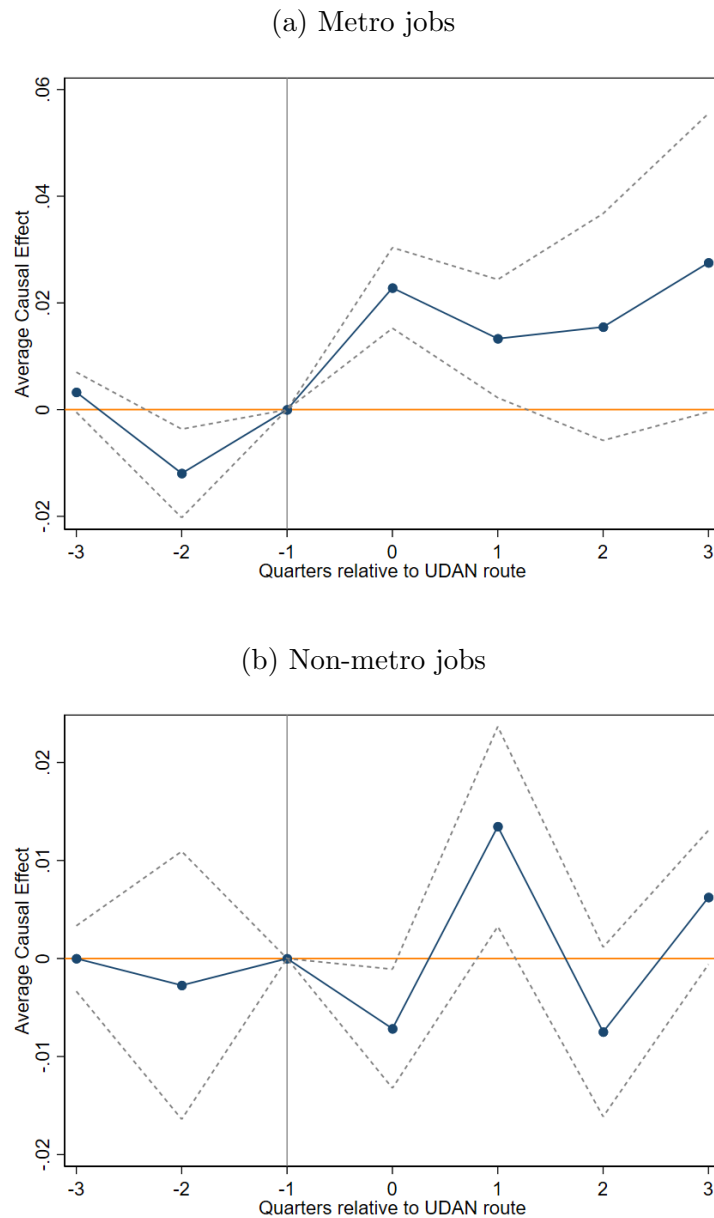 (a) Metro jobs
.06
.04
.02
0
-.02
Average Causal Effect
-3 -2 -1 0 1 2 3
Quarters relative to UDAN route
(b) Non-metro jobs
.02
.01
0
-.01
-.02
Average Causal Effect
-3 -2 -1 0 1 2 3
Quarters relative to UDAN route